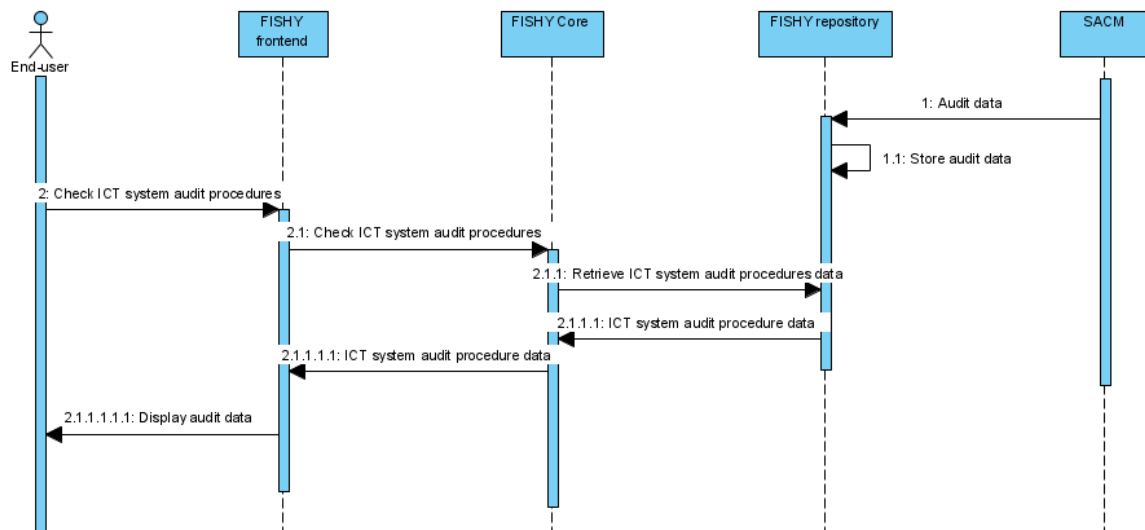 End-user
FISHY
frontend
FISHY Core
FISHY repository
SACM
1: Audit data
1.1: Store audit data
2: Check ICT system audit procedures
2.1: Check ICT system audit procedures
2.1.1: Retrieve ICT system audit procedures data
2.1.1.1: ICT system audit procedure data
2.1.1.1.1: ICT system audit procedure data
2.1.1.1.1.1: Display audit data